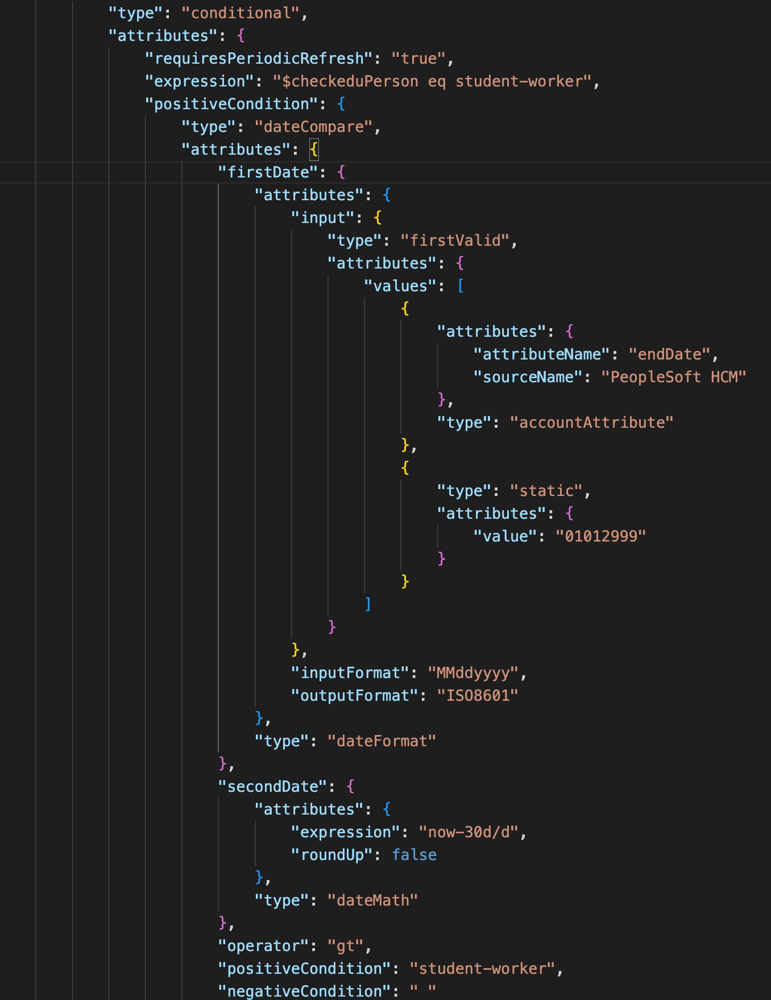 "type": "conditional",
"attributes": {
"requiresPeriodicRefresh": "true",
"expression": "$checkeduPerson eq student-worker",
"positiveCondition": {
"type": "dateCompare",
"attributes": {
"firstDate": {
"attributes": {
"input": {
"type": "firstValid",
"attributes": {
"values": [
{
"attributes": {
"attributeName": "endDate",
"sourceName": "PeopleSoft HCM"
},
"type": "accountAttribute"
},
{
"type": "static",
"attributes": {
"value": "01012999"
}
}
]
}
},
"inputFormat": "MMddyyyy",
"outputFormat": "ISO8601"
},
"type": "dateFormat"
},
"secondDate": {
"attributes": {
"expression": "now-30d/d",
"roundUp": false
},
"type": "dateMath"
},
"operator": "gt",
"positiveCondition": "student-worker",
"negativeCondition": " "